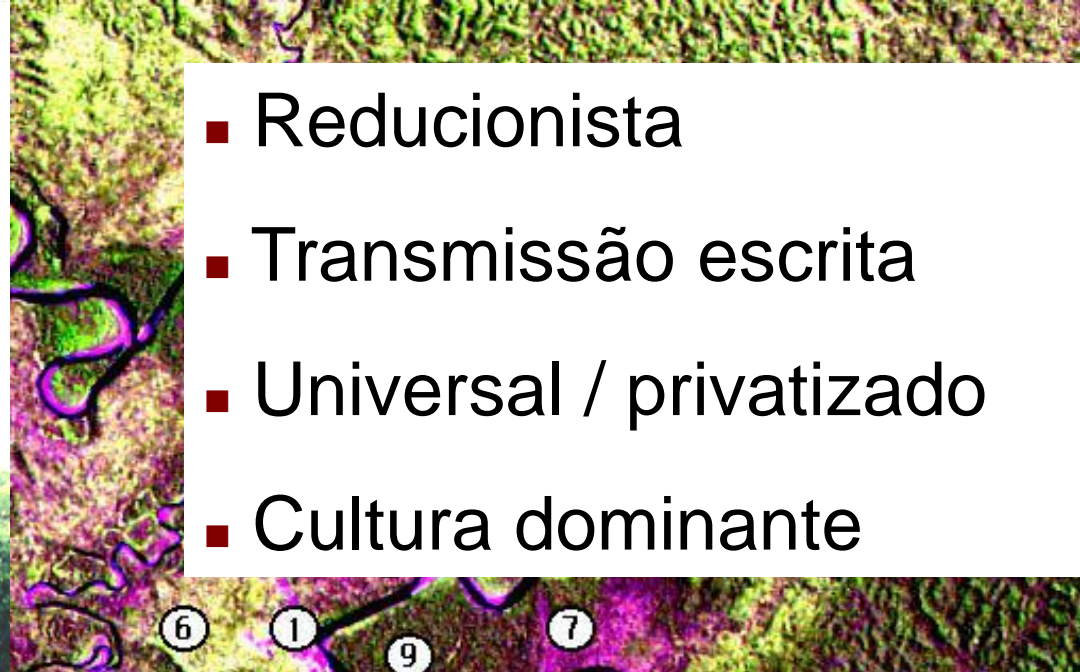 Reducionista
Transmissão escrita
Universal / privatizado
Cultura dominante
6 1 7
9